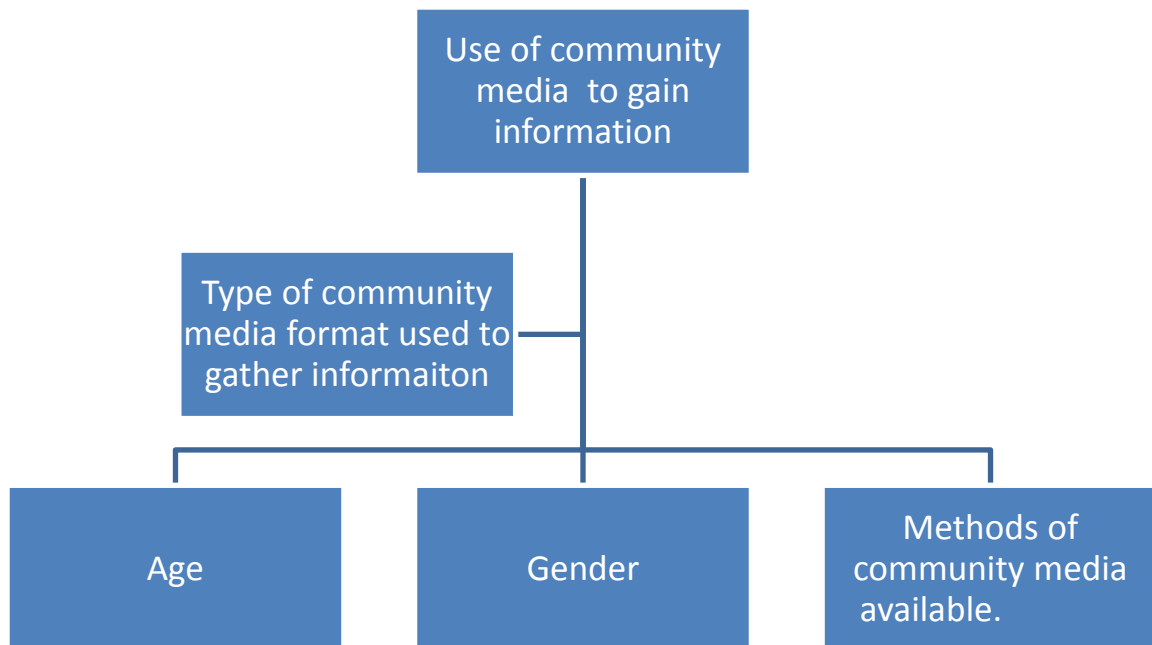 Use of community
media  to gain
information
Type of community
media format used to
gather informaiton
Age
Gender
Methods of
community media
available.